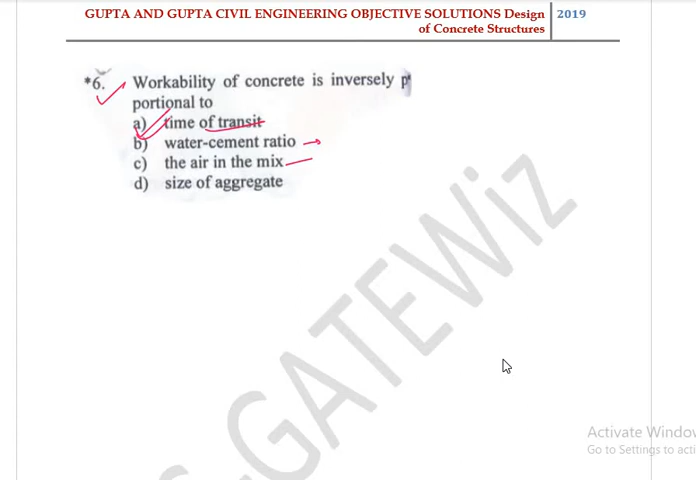 GUPTA AND GUPTA CIVIL ENGINEERING OBJECTIVE SOLUTIONS Design 2019
of Concrete Structures
*6. Workability of concrete is inversely p
portional to
a) time of transit
b) water-cement ratio
c) the air in the mix
d) size of aggregate
GATEWiz
Activate Window
Go to Settings to acti